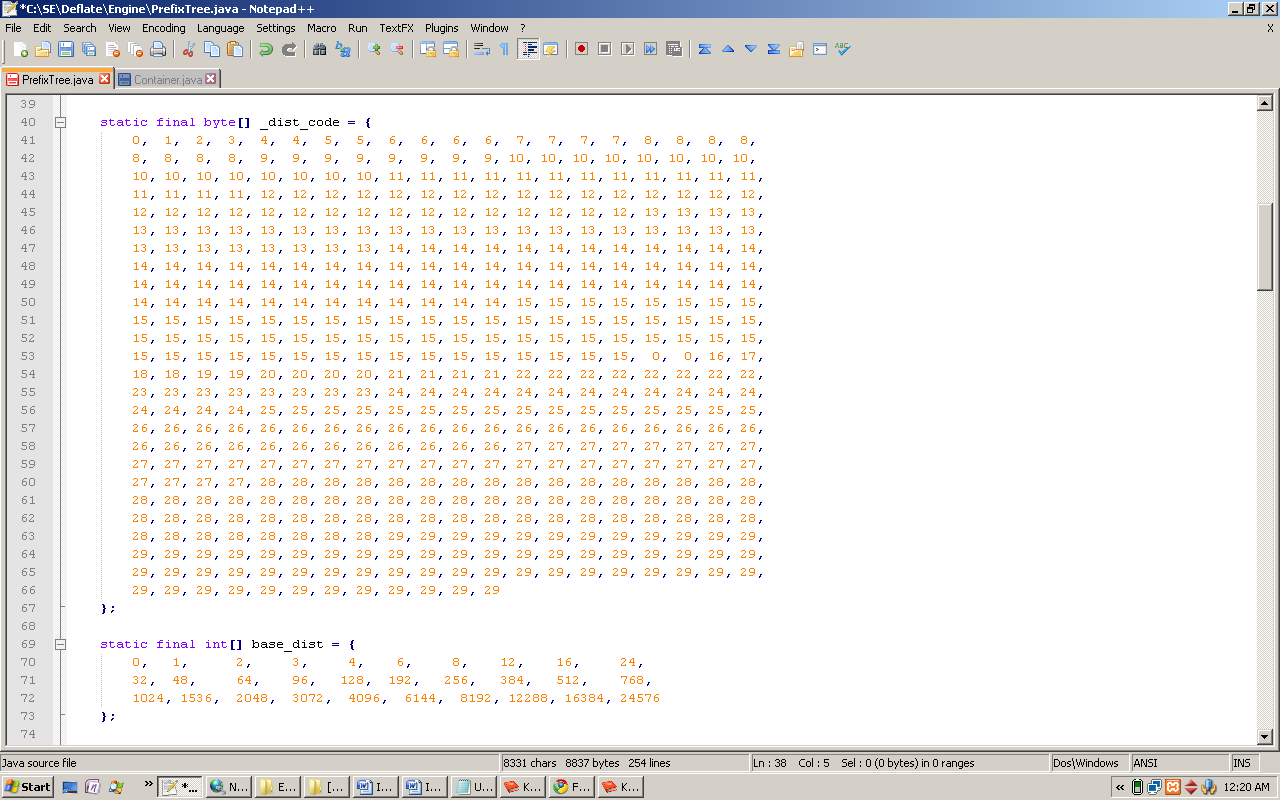 *C:\SE\Deflate\Engine\PrefixTree.java - Notepad++
File Edit Search View Encoding Language Settings Macro Run TextFX Plugins Window ? X
PrefixTree.java Container.java
39
40 static final byte[] _dist_code = {
41 0, 1, 2, 3, 4, 4, 5, 5, 6, 6, 6, 6, 7, 7, 7, 7, 8, 8, 8, 8,
42 8, 8, 8, 8, 9, 9, 9, 9, 9, 9, 9, 9, 10, 10, 10, 10, 10, 10, 10, 10,
43 10, 10, 10, 10, 10, 10, 10, 10, 11, 11, 11, 11, 11, 11, 11, 11, 11, 11, 11, 11,
44 11, 11, 11, 11, 12, 12, 12, 12, 12, 12, 12, 12, 12, 12, 12, 12, 12, 12, 12, 12,
45 12, 12, 12, 12, 12, 12, 12, 12, 12, 12, 12, 12, 12, 12, 12, 12, 13, 13, 13, 13,
46 13, 13, 13, 13, 13, 13, 13, 13, 13, 13, 13, 13, 13, 13, 13, 13, 13, 13, 13, 13,
47 13, 13, 13, 13, 13, 13, 13, 13, 14, 14, 14, 14, 14, 14, 14, 14, 14, 14, 14, 14,
48 14, 14, 14, 14, 14, 14, 14, 14, 14, 14, 14, 14, 14, 14, 14, 14, 14, 14, 14, 14,
49 14, 14, 14, 14, 14, 14, 14, 14, 14, 14, 14, 14, 14, 14, 14, 14, 14, 14, 14, 14,
50 14, 14, 14, 14, 14, 14, 14, 14, 14, 14, 14, 14, 15, 15, 15, 15, 15, 15, 15, 15,
51 15, 15, 15, 15, 15, 15, 15, 15, 15, 15, 15, 15, 15, 15, 15, 15, 15, 15, 15, 15,
52 15, 15, 15, 15, 15, 15, 15, 15, 15, 15, 15, 15, 15, 15, 15, 15, 15, 15, 15, 15,
53 15, 15, 15, 15, 15, 15, 15, 15, 15, 15, 15, 15, 15, 15, 15, 15, 0, 0, 16, 17,
54 18, 18, 19, 19, 20, 20, 20, 20, 21, 21, 21, 21, 22, 22, 22, 22, 22, 22, 22, 22,
55 23, 23, 23, 23, 23, 23, 23, 23, 24, 24, 24, 24, 24, 24, 24, 24, 24, 24, 24, 24,
56 24, 24, 24, 24, 25, 25, 25, 25, 25, 25, 25, 25, 25, 25, 25, 25, 25, 25, 25, 25,
57 26, 26, 26, 26, 26, 26, 26, 26, 26, 26, 26, 26, 26, 26, 26, 26, 26, 26, 26, 26,
58 26, 26, 26, 26, 26, 26, 26, 26, 26, 26, 26, 26, 27, 27, 27, 27, 27, 27, 27, 27,
59 27, 27, 27, 27, 27, 27, 27, 27, 27, 27, 27, 27, 27, 27, 27, 27, 27, 27, 27, 27,
60 27, 27, 27, 27, 28, 28, 28, 28, 28, 28, 28, 28, 28, 28, 28, 28, 28, 28, 28, 28,
61 28, 28, 28, 28, 28, 28, 28, 28, 28, 28, 28, 28, 28, 28, 28, 28, 28, 28, 28, 28,
62 28, 28, 28, 28, 28, 28, 28, 28, 28, 28, 28, 28, 28, 28, 28, 28, 28, 28, 28, 28,
63 28, 28, 28, 28, 28, 28, 28, 28, 29, 29, 29, 29, 29, 29, 29, 29, 29, 29, 29, 29,
64 29, 29, 29, 29, 29, 29, 29, 29, 29, 29, 29, 29, 29, 29, 29, 29, 29, 29, 29, 29,
65 29, 29, 29, 29, 29, 29, 29, 29, 29, 29, 29, 29, 29, 29, 29, 29, 29, 29, 29, 29,
66 29, 29, 29, 29, 29, 29, 29, 29, 29, 29, 29, 29
67 };
68
69 static final int[] base_dist = {
70 0, 1, 2, 3, 4, 6, 8, 12, 16, 24,
71 32, 48, 64, 96, 128, 192, 256, 384, 512, 768,
72 1024, 1536, 2048, 3072, 4096, 6144, 8192, 12288, 16384, 24576
73 };
74
Java source file 8331 chars 8837 bytes 254 lines Ln : 38 Col : 5 Sel : 0 (0 bytes) in 0 ranges Dos\Windows ANSI INS
Start » *... N... E... [... I... I... U... K... F... K... « 12:20 AM